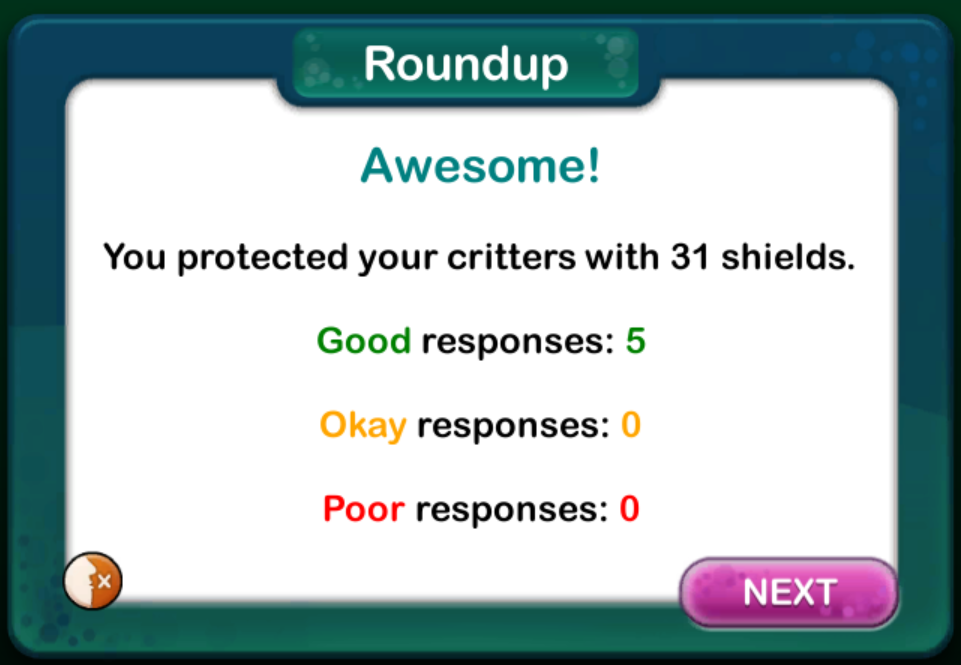 Roundup
Awesome!
You protected your critters with 31 shields.
Good responses: 5
Okay responses: 0
Poor responses: 0
NEXT